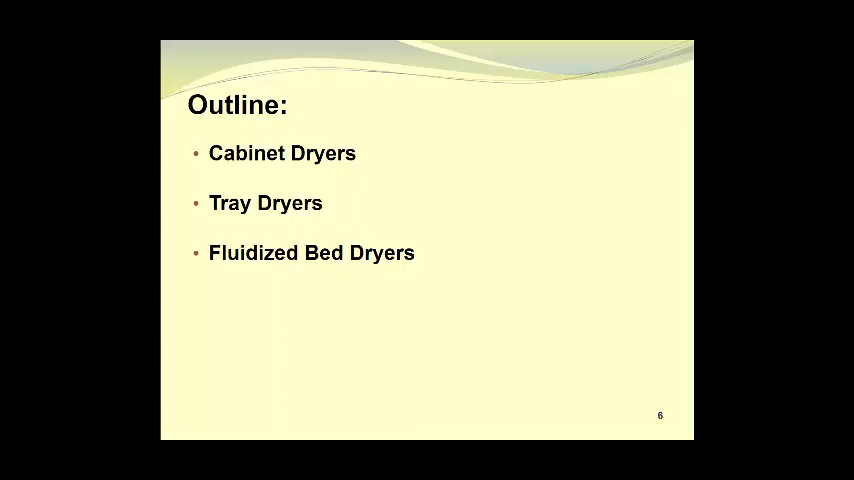 Outline:
• Cabinet Dryers
• Tray Dryers
• Fluidized Bed Dryers
6